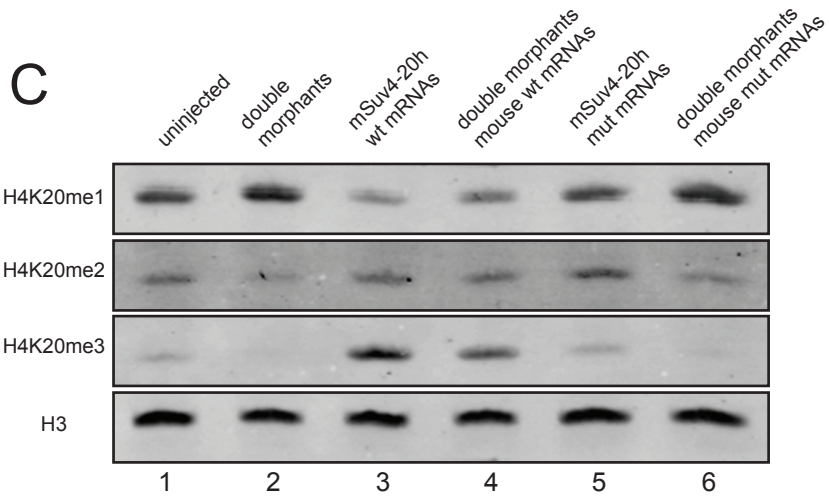 C
uninjected
double
morphants
mSuv4-20h
wt mRNAs
double morphants
mouse wt mRNAs
mSuv4-20h
mut mRNAs
double morphants
mouse mut mRNAs
H4K20me1
H4K20me2
H4K20me3
H3
1 2 3 4 5 6